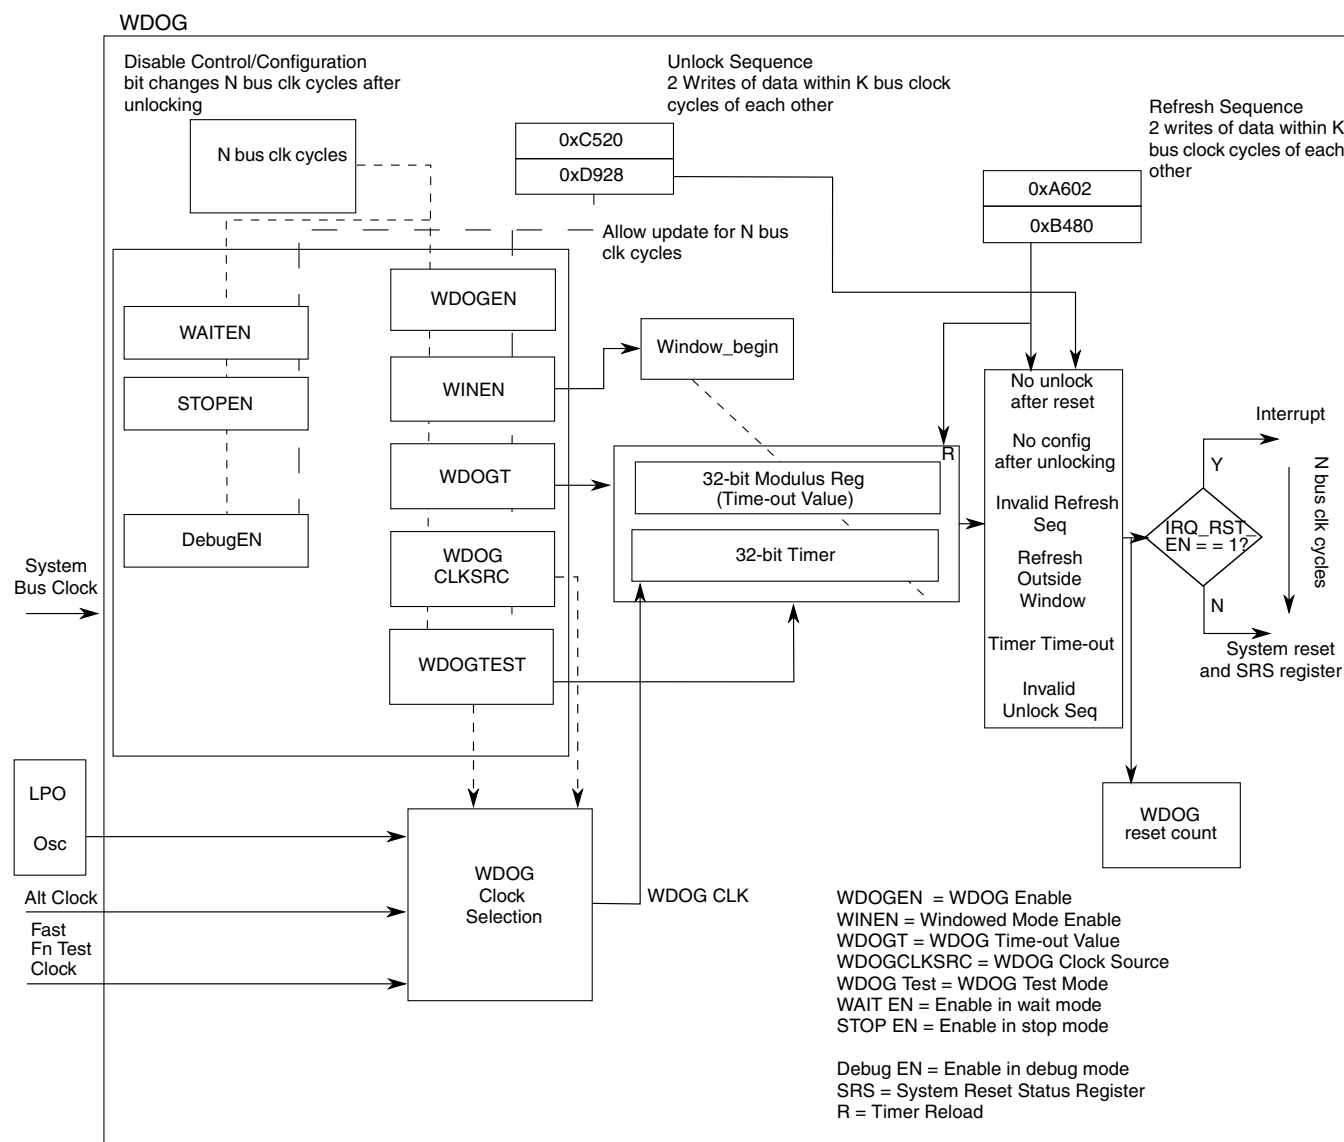 WDOG
Disable Control/Configuration
bit changes N bus clk cycles after
unlocking
Unlock Sequence
2 Writes of data within K bus clock
cycles of each other
Refresh Sequence
2 writes of data within K
bus clock cycles of each
other
N bus clk cycles
0xC520
0xD928
0xA602
0xB480
Allow update for N bus
clk cycles
WAITEN
STOPEN
DebugEN
WDOGEN
WINEN
WDOGT
WDOG
CLKSRC
WDOGTEST
Window_begin
R
32-bit Modulus Reg
(Time-out Value)
32-bit Timer
No unlock
after reset
No config
after unlocking
Invalid Refresh
Seq
Refresh
Outside
Window
Timer Time-out
Invalid
Unlock Seq
Interrupt
Y
IRQ_RST_
EN = = 1?
N
N bus clk cycles
System reset
and SRS register
System
Bus Clock
LPO
Osc
Alt Clock
Fast
Fn Test
Clock
WDOG
Clock
Selection
WDOG CLK
WDOG
reset count
WDOGEN = WDOG Enable
WINEN = Windowed Mode Enable
WDOGT = WDOG Time-out Value
WDOGCLKSRC = WDOG Clock Source
WDOG Test = WDOG Test Mode
WAIT EN = Enable in wait mode
STOP EN = Enable in stop mode
Debug EN = Enable in debug mode
SRS = System Reset Status Register
R = Timer Reload